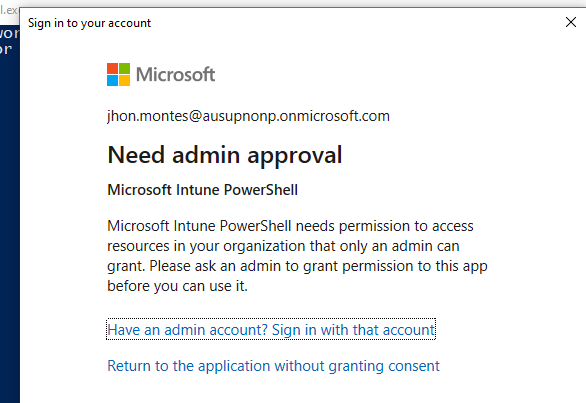 l.exe
Sign in to your account
wor
or
Microsoft
jhon.montes@ausupnonp.onmicrosoft.com
Need admin approval
Microsoft Intune PowerShell
Microsoft Intune PowerShell needs permission to access
resources in your organization that only an admin can
grant. Please ask an admin to grant permission to this app
before you can use it.
Have an admin account? Sign in with that account
Return to the application without granting consent